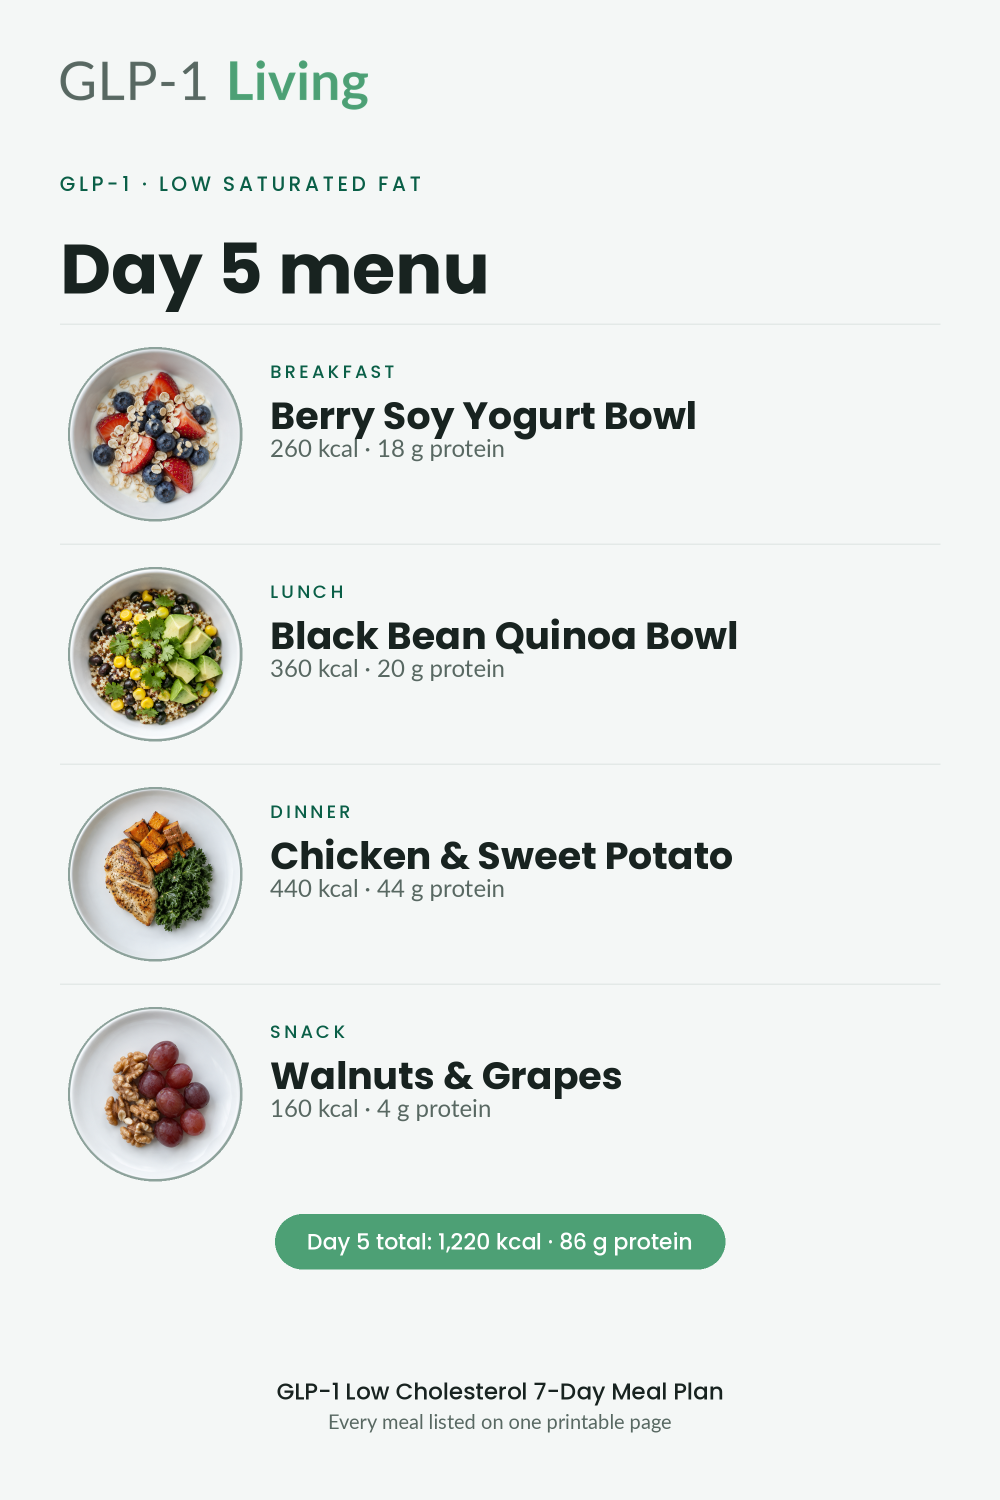 GLP-1 Living
GLP-1 · LOW SATURATED FAT
Day 5 menu
BREAKFAST
Berry Soy Yogurt Bowl
260 kcal · 18 g protein
LUNCH
Black Bean Quinoa Bowl
360 kcal · 20 g protein
DINNER
Chicken & Sweet Potato
440 kcal · 44 g protein
SNACK
Walnuts & Grapes
160 kcal · 4 g protein
Day 5 total: 1,220 kcal · 86 g protein
GLP-1 Low Cholesterol 7-Day Meal Plan
Every meal listed on one printable page